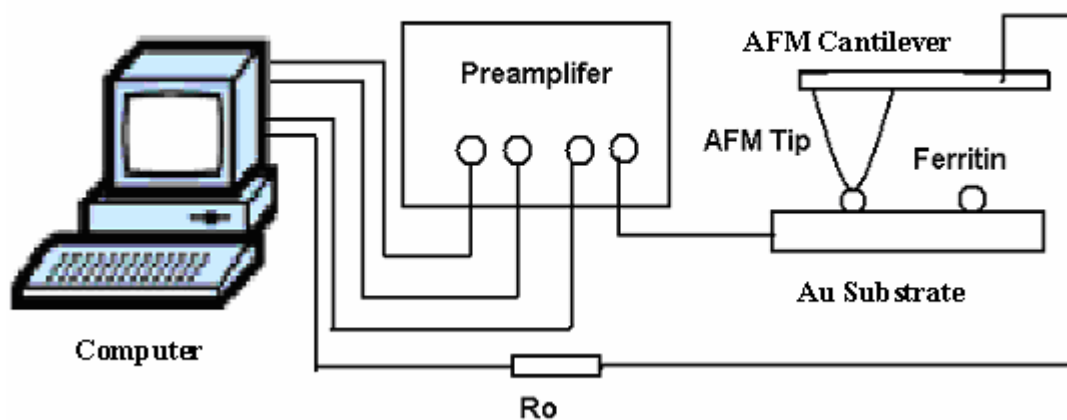 AFM Cantilever
Preamplifer
AFM Tip
Ferritin
Au Substrate
Computer
Ro